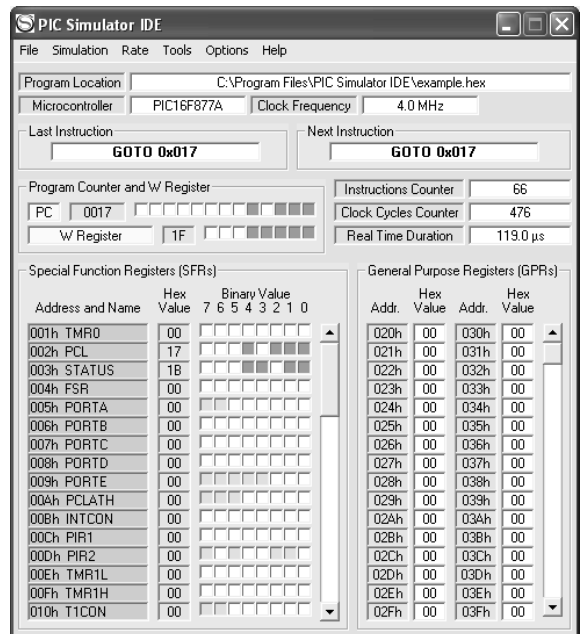 PIC Simulator IDE
File Simulation Rate Tools Options Help
Program Location C:\Program Files\PIC Simulator IDE\example.hex
Microcontroller PIC16F877A Clock Frequency 4.0 MHz
Last Instruction Next Instruction
GOTO 0x017 GOTO 0x017
Program Counter and W Register Instructions Counter 66
PC 0017 Clock Cycles Counter 476
W Register 1F Real Time Duration 119.0 µs
Special Function Registers (SFRs) General Purpose Registers (GPRs)
Hex Binary Value Hex Hex
Address and Name Value 7 6 5 4 3 2 1 0 Addr. Value Addr. Value
001h TMR0 00 020h 00 030h 00
002h PCL 17 021h 00 031h 00
003h STATUS 1B 022h 00 032h 00
004h FSR 00 023h 00 033h 00
005h PORTA 00 024h 00 034h 00
006h PORTB 00 025h 00 035h 00
007h PORTC 00 026h 00 036h 00
008h PORTD 00 027h 00 037h 00
009h PORTE 00 028h 00 038h 00
00Ah PCLATH 00 029h 00 039h 00
00Bh INTCON 00 02Ah 00 03Ah 00
00Ch PIR1 00 02Bh 00 03Bh 00
00Dh PIR2 00 02Ch 00 03Ch 00
00Eh TMR1L 00 02Dh 00 03Dh 00
00Fh TMR1H 00 02Eh 00 03Eh 00
010h T1CON 00 02Fh 00 03Fh 00